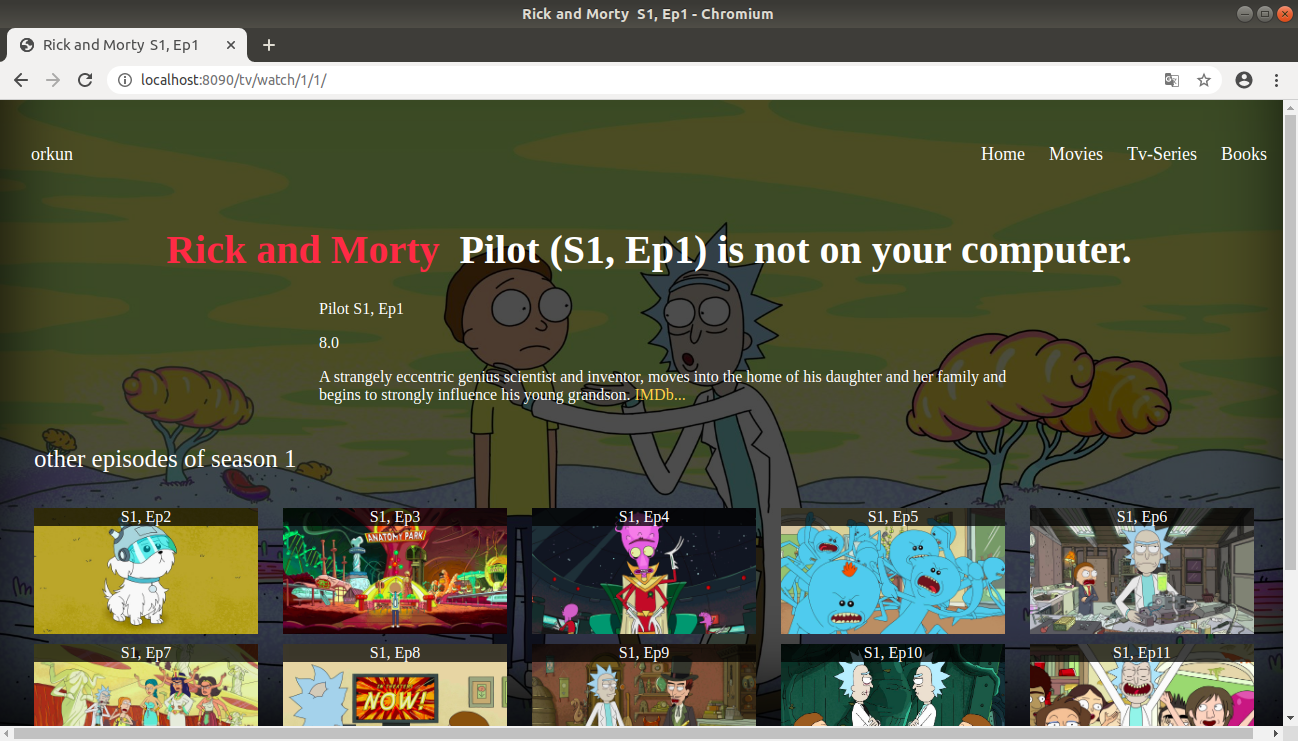 Rick and Morty  S1, Ep1 - Chromium
Rick and Morty  S1, Ep1
localhost:8090/tv/watch/1/1/
orkun
Home Movies Tv-Series Books
Rick and Morty  Pilot (S1, Ep1) is not on your computer.
Pilot S1, Ep1
8.0
A strangely eccentric genius scientist and inventor, moves into the home of his daughter and her family and
begins to strongly influence his young grandson. IMDb...
other episodes of season 1
S1, Ep2 S1, Ep3 S1, Ep4 S1, Ep5 S1, Ep6
ANATOMY PARK
S1, Ep7 S1, Ep8 S1, Ep9 S1, Ep10 S1, Ep11
NOW!